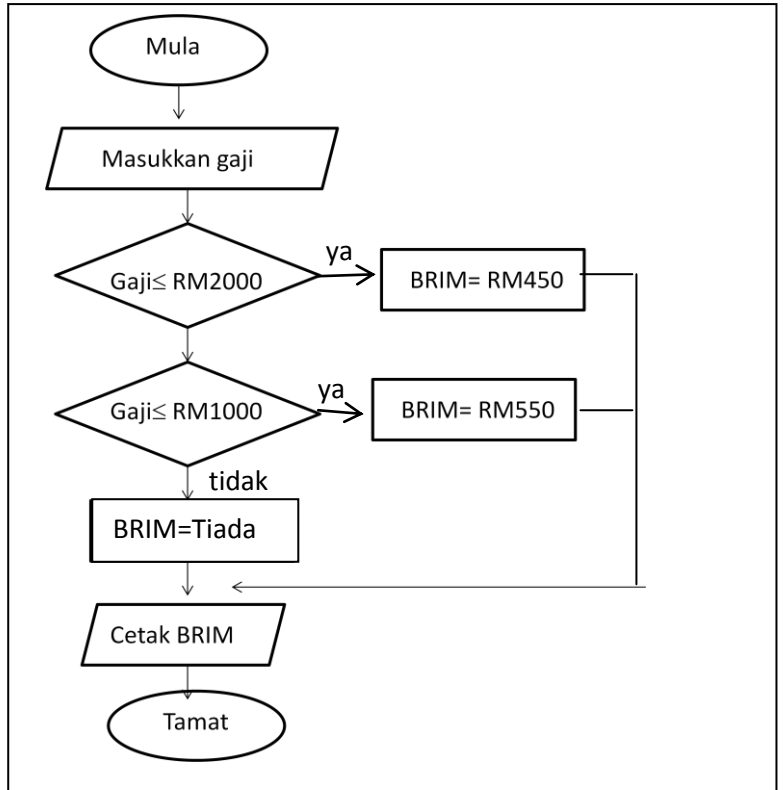 Mula
Masukkan gaji
Gaji≤ RM2000
ya
BRIM= RM450
Gaji≤ RM1000
ya
BRIM= RM550
tidak
BRIM=Tiada
Cetak BRIM
Tamat